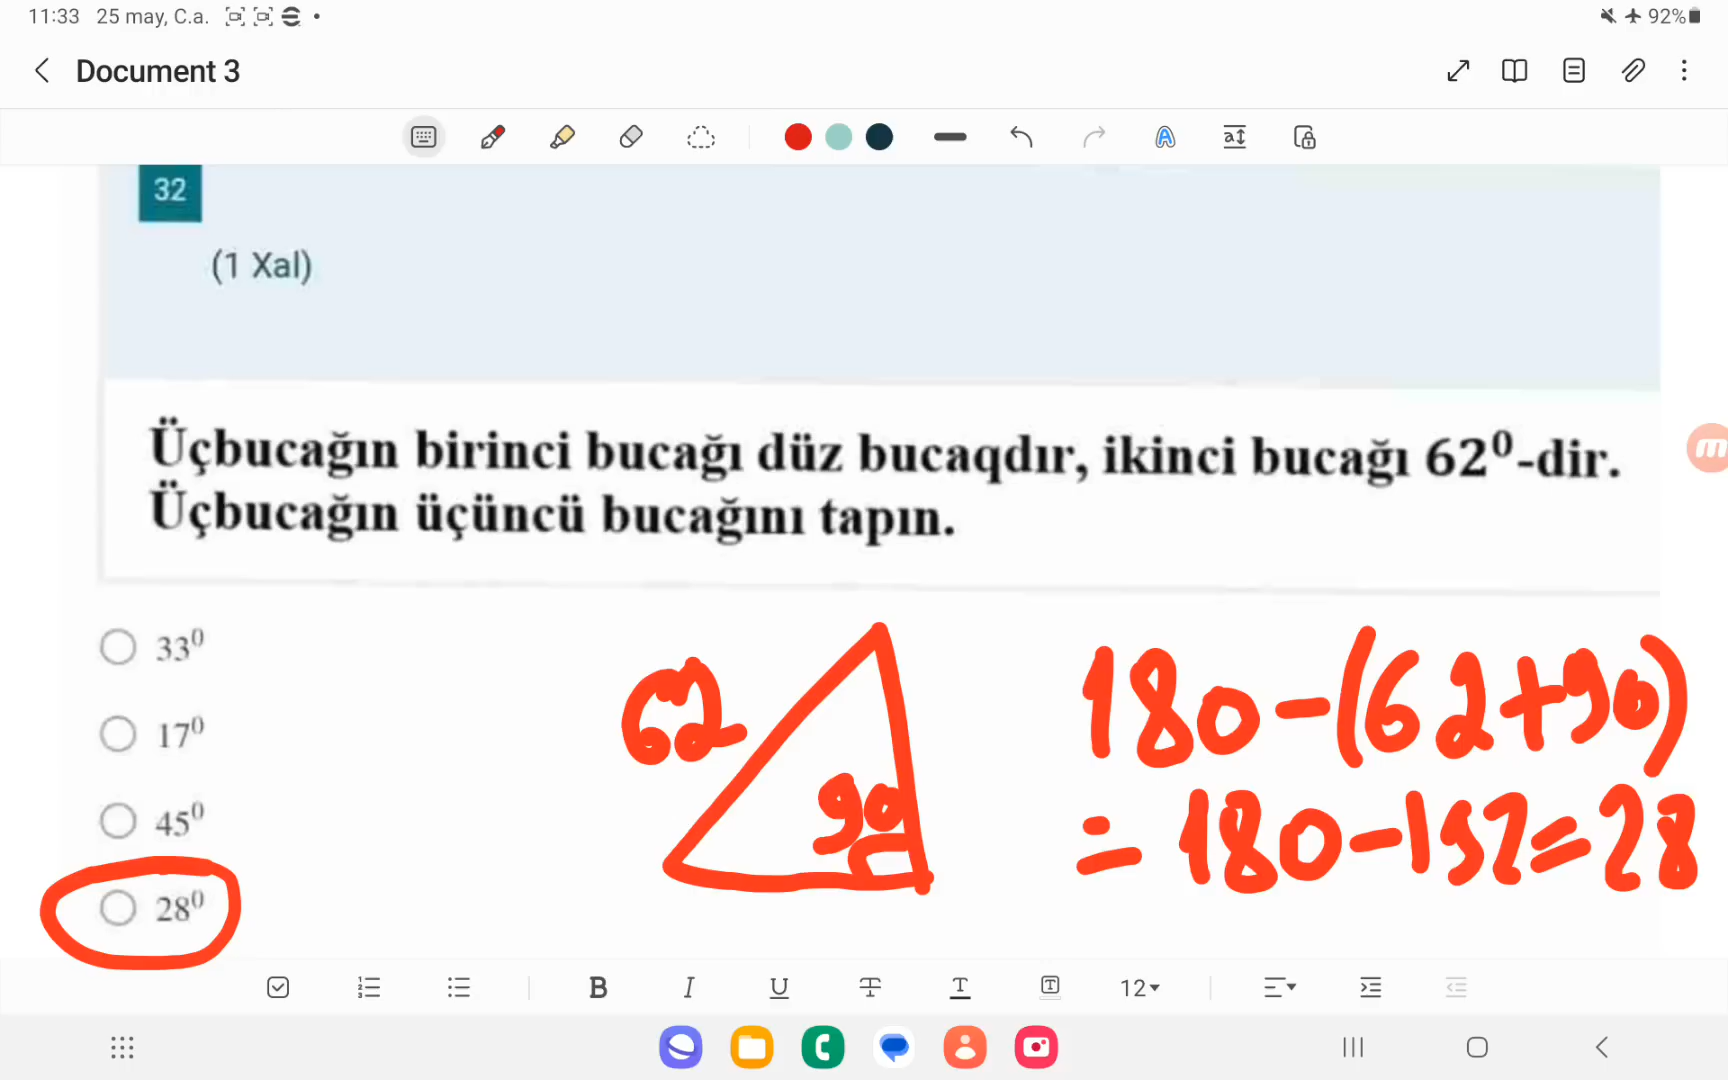 11:33 25 may, C.a. 92%
Document 3
32
(1 Xal)
Üçbucağın birinci bucağı düz bucaqdır, ikinci bucağı 62⁰-dir.
Üçbucağın üçüncü bucağını tapın.
33⁰
17⁰
45⁰
28⁰
62
90
180-(62+90)
=180-152=28
B I U T T T 12